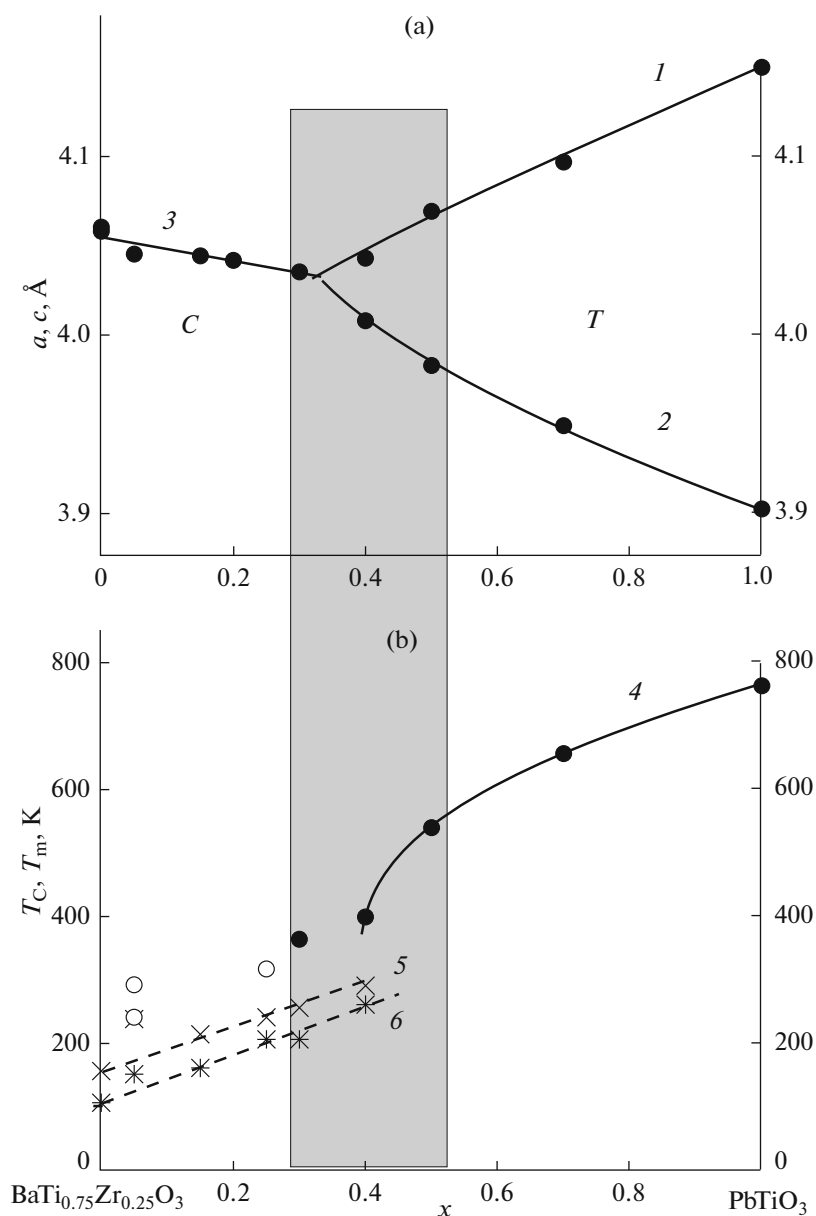 (a)
1
4.1 4.1
3
a, c, Å
4.0 C T 4.0
2
3.9 3.9
0 0.2 0.4 0.6 0.8 1.0
(b)
800 800
4
600 600
T_C, T_m, K
400 400
5
6
200 200
0 0
BaTi₀.₇₅Zr₀.₂₅O₃ 0.2 0.4 0.6 0.8 PbTiO₃
x